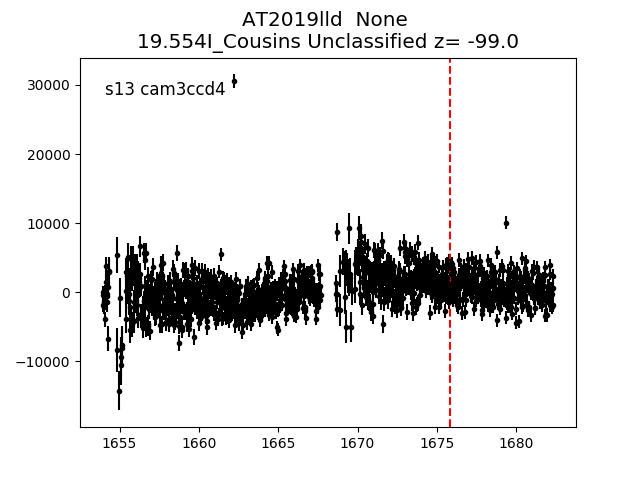 AT2019lld  None
19.554I_Cousins Unclassified z= -99.0
s13 cam3ccd4
30000
20000
10000
0
−10000
1655 1660 1665 1670 1675 1680